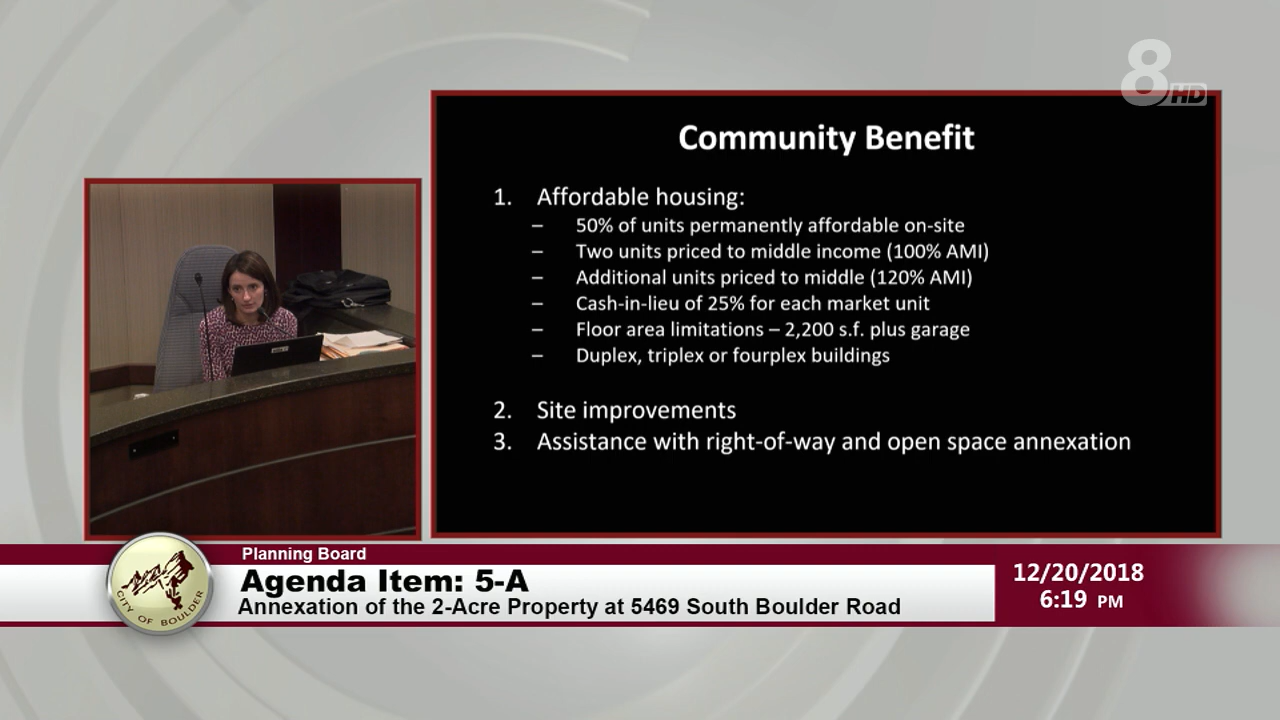 8HD
Community Benefit
1. Affordable housing:
– 50% of units permanently affordable on-site
– Two units priced to middle income (100% AMI)
– Additional units priced to middle (120% AMI)
– Cash-in-lieu of 25% for each market unit
– Floor area limitations – 2,200 s.f. plus garage
– Duplex, triplex or fourplex buildings
2. Site improvements
3. Assistance with right-of-way and open space annexation
Planning Board
Agenda Item: 5-A
Annexation of the 2-Acre Property at 5469 South Boulder Road
12/20/2018
6:19 PM
CITY OF BOULDER